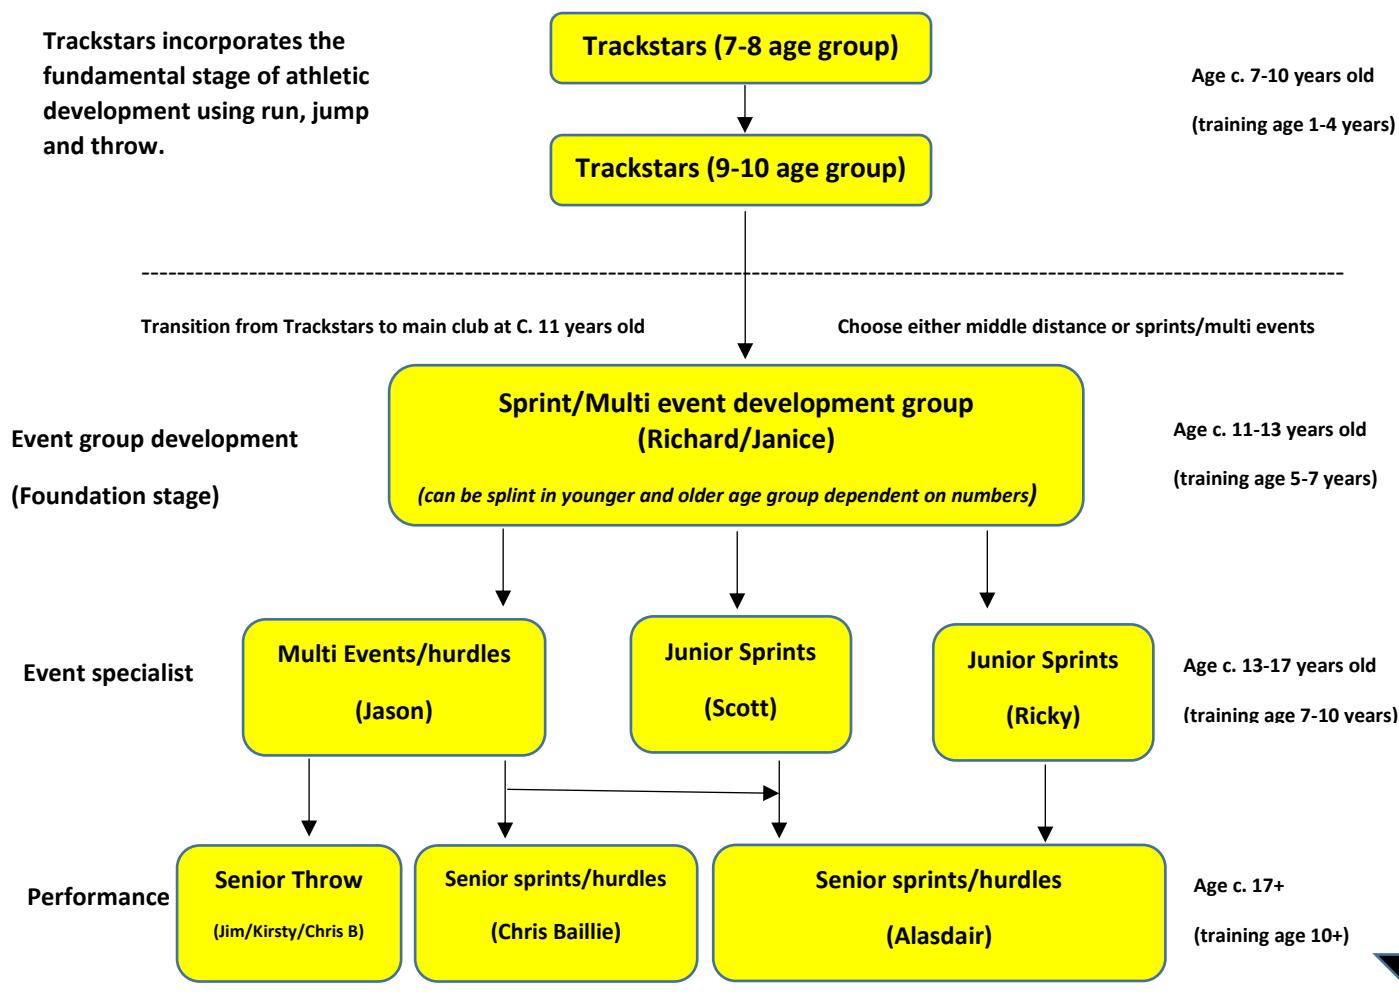 Trackstars incorporates the
fundamental stage of athletic
development using run, jump
and throw.
Trackstars (7-8 age group)
Age c. 7-10 years old
(training age 1-4 years)
Trackstars (9-10 age group)
Transition from Trackstars to main club at C. 11 years old
Choose either middle distance or sprints/multi events
Event group development
(Foundation stage)
Sprint/Multi event development group
(Richard/Janice)
(can be splint in younger and older age group dependent on numbers)
Age c. 11-13 years old
(training age 5-7 years)
Event specialist
Multi Events/hurdles
(Jason)
Junior Sprints
(Scott)
Junior Sprints
(Ricky)
Age c. 13-17 years old
(training age 7-10 years)
Performance
Senior Throw
(Jim/Kirsty/Chris B)
Senior sprints/hurdles
(Chris Baillie)
Senior sprints/hurdles
(Alasdair)
Age c. 17+
(training age 10+)